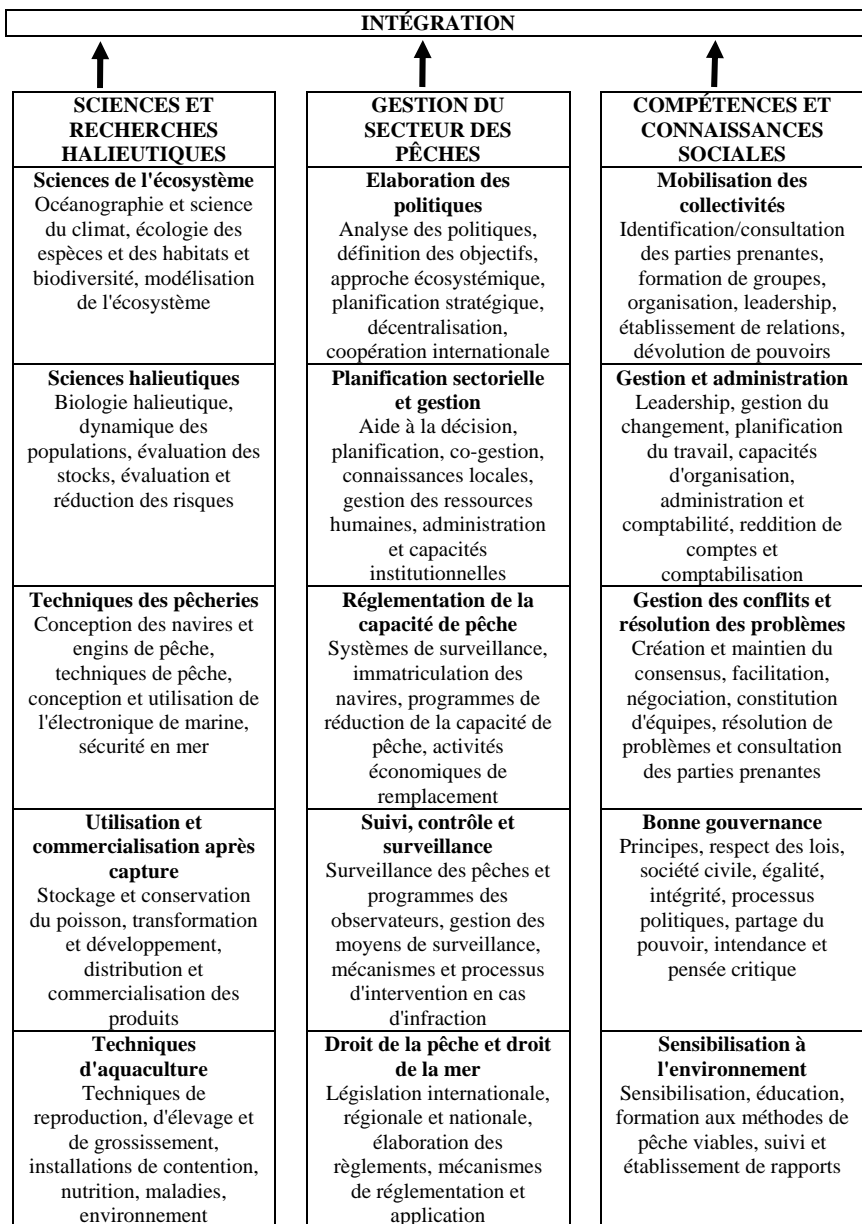 INTÉGRATION
SCIENCES ET
RECHERCHES
HALIEUTIQUES
Sciences de l'écosystème
Océanographie et science
du climat, écologie des
espèces et des habitats et
biodiversité, modélisation
de l'écosystème
Sciences halieutiques
Biologie halieutique,
dynamique des
populations, évaluation des
stocks, évaluation et
réduction des risques
Techniques des pêcheries
Conception des navires et
engins de pêche,
techniques de pêche,
conception et utilisation de
l'électronique de marine,
sécurité en mer
Utilisation et
commercialisation après
capture
Stockage et conservation
du poisson, transformation
et développement,
distribution et
commercialisation des
produits
Techniques
d'aquaculture
Techniques de
reproduction, d'élevage et
de grossissement,
installations de contention,
nutrition, maladies,
environnement
GESTION DU
SECTEUR DES
PÊCHES
Elaboration des
politiques
Analyse des politiques,
définition des objectifs,
approche écosystémique,
planification stratégique,
décentralisation,
coopération internationale
Planification sectorielle
et gestion
Aide à la décision,
planification, co-gestion,
connaissances locales,
gestion des ressources
humaines, administration
et capacités
institutionnelles
Réglementation de la
capacité de pêche
Systèmes de surveillance,
immatriculation des
navires, programmes de
réduction de la capacité de
pêche, activités
économiques de
remplacement
Suivi, contrôle et
surveillance
Surveillance des pêches et
programmes des
observateurs, gestion des
moyens de surveillance,
mécanismes et processus
d'intervention en cas
d'infraction
Droit de la pêche et droit
de la mer
Législation internationale,
régionale et nationale,
élaboration des
règlements, mécanismes
de réglementation et
application
COMPÉTENCES ET
CONNAISSANCES
SOCIALES
Mobilisation des
collectivités
Identification/consultation
des parties prenantes,
formation de groupes,
organisation, leadership,
établissement de relations,
dévolution de pouvoirs
Gestion et administration
Leadership, gestion du
changement, planification
du travail, capacités
d'organisation,
administration et
comptabilité, reddition de
comptes et
comptabilisation
Gestion des conflits et
résolution des problèmes
Création et maintien du
consensus, facilitation,
négociation, constitution
d'équipes, résolution de
problèmes et consultation
des parties prenantes
Bonne gouvernance
Principes, respect des lois,
société civile, égalité,
intégrité, processus
politiques, partage du
pouvoir, intendance et
pensée critique
Sensibilisation à
l'environnement
Sensibilisation, éducation,
formation aux méthodes de
pêche viables, suivi et
établissement de rapports